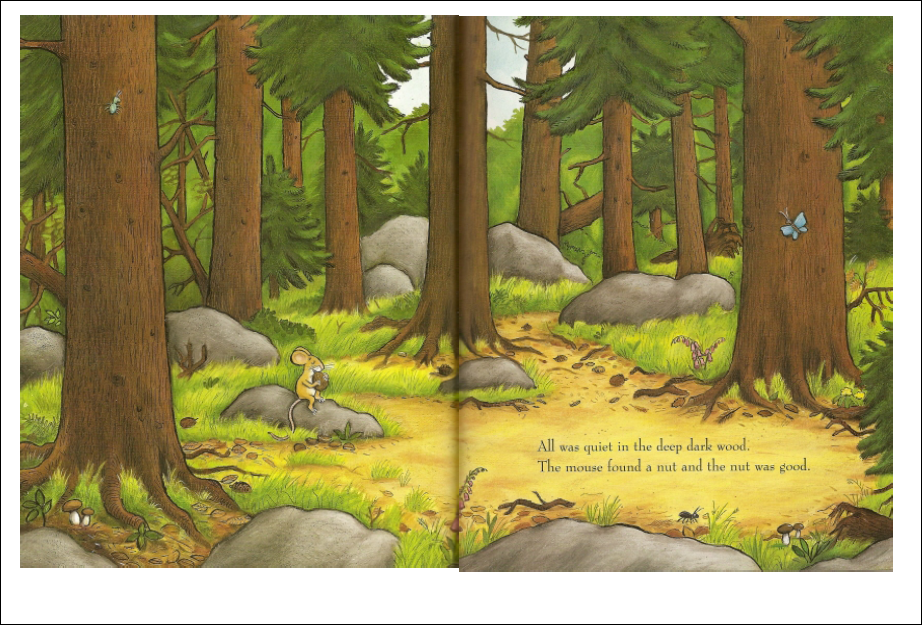 All was quiet in the deep dark wood.
The mouse found a nut and the nut was good.